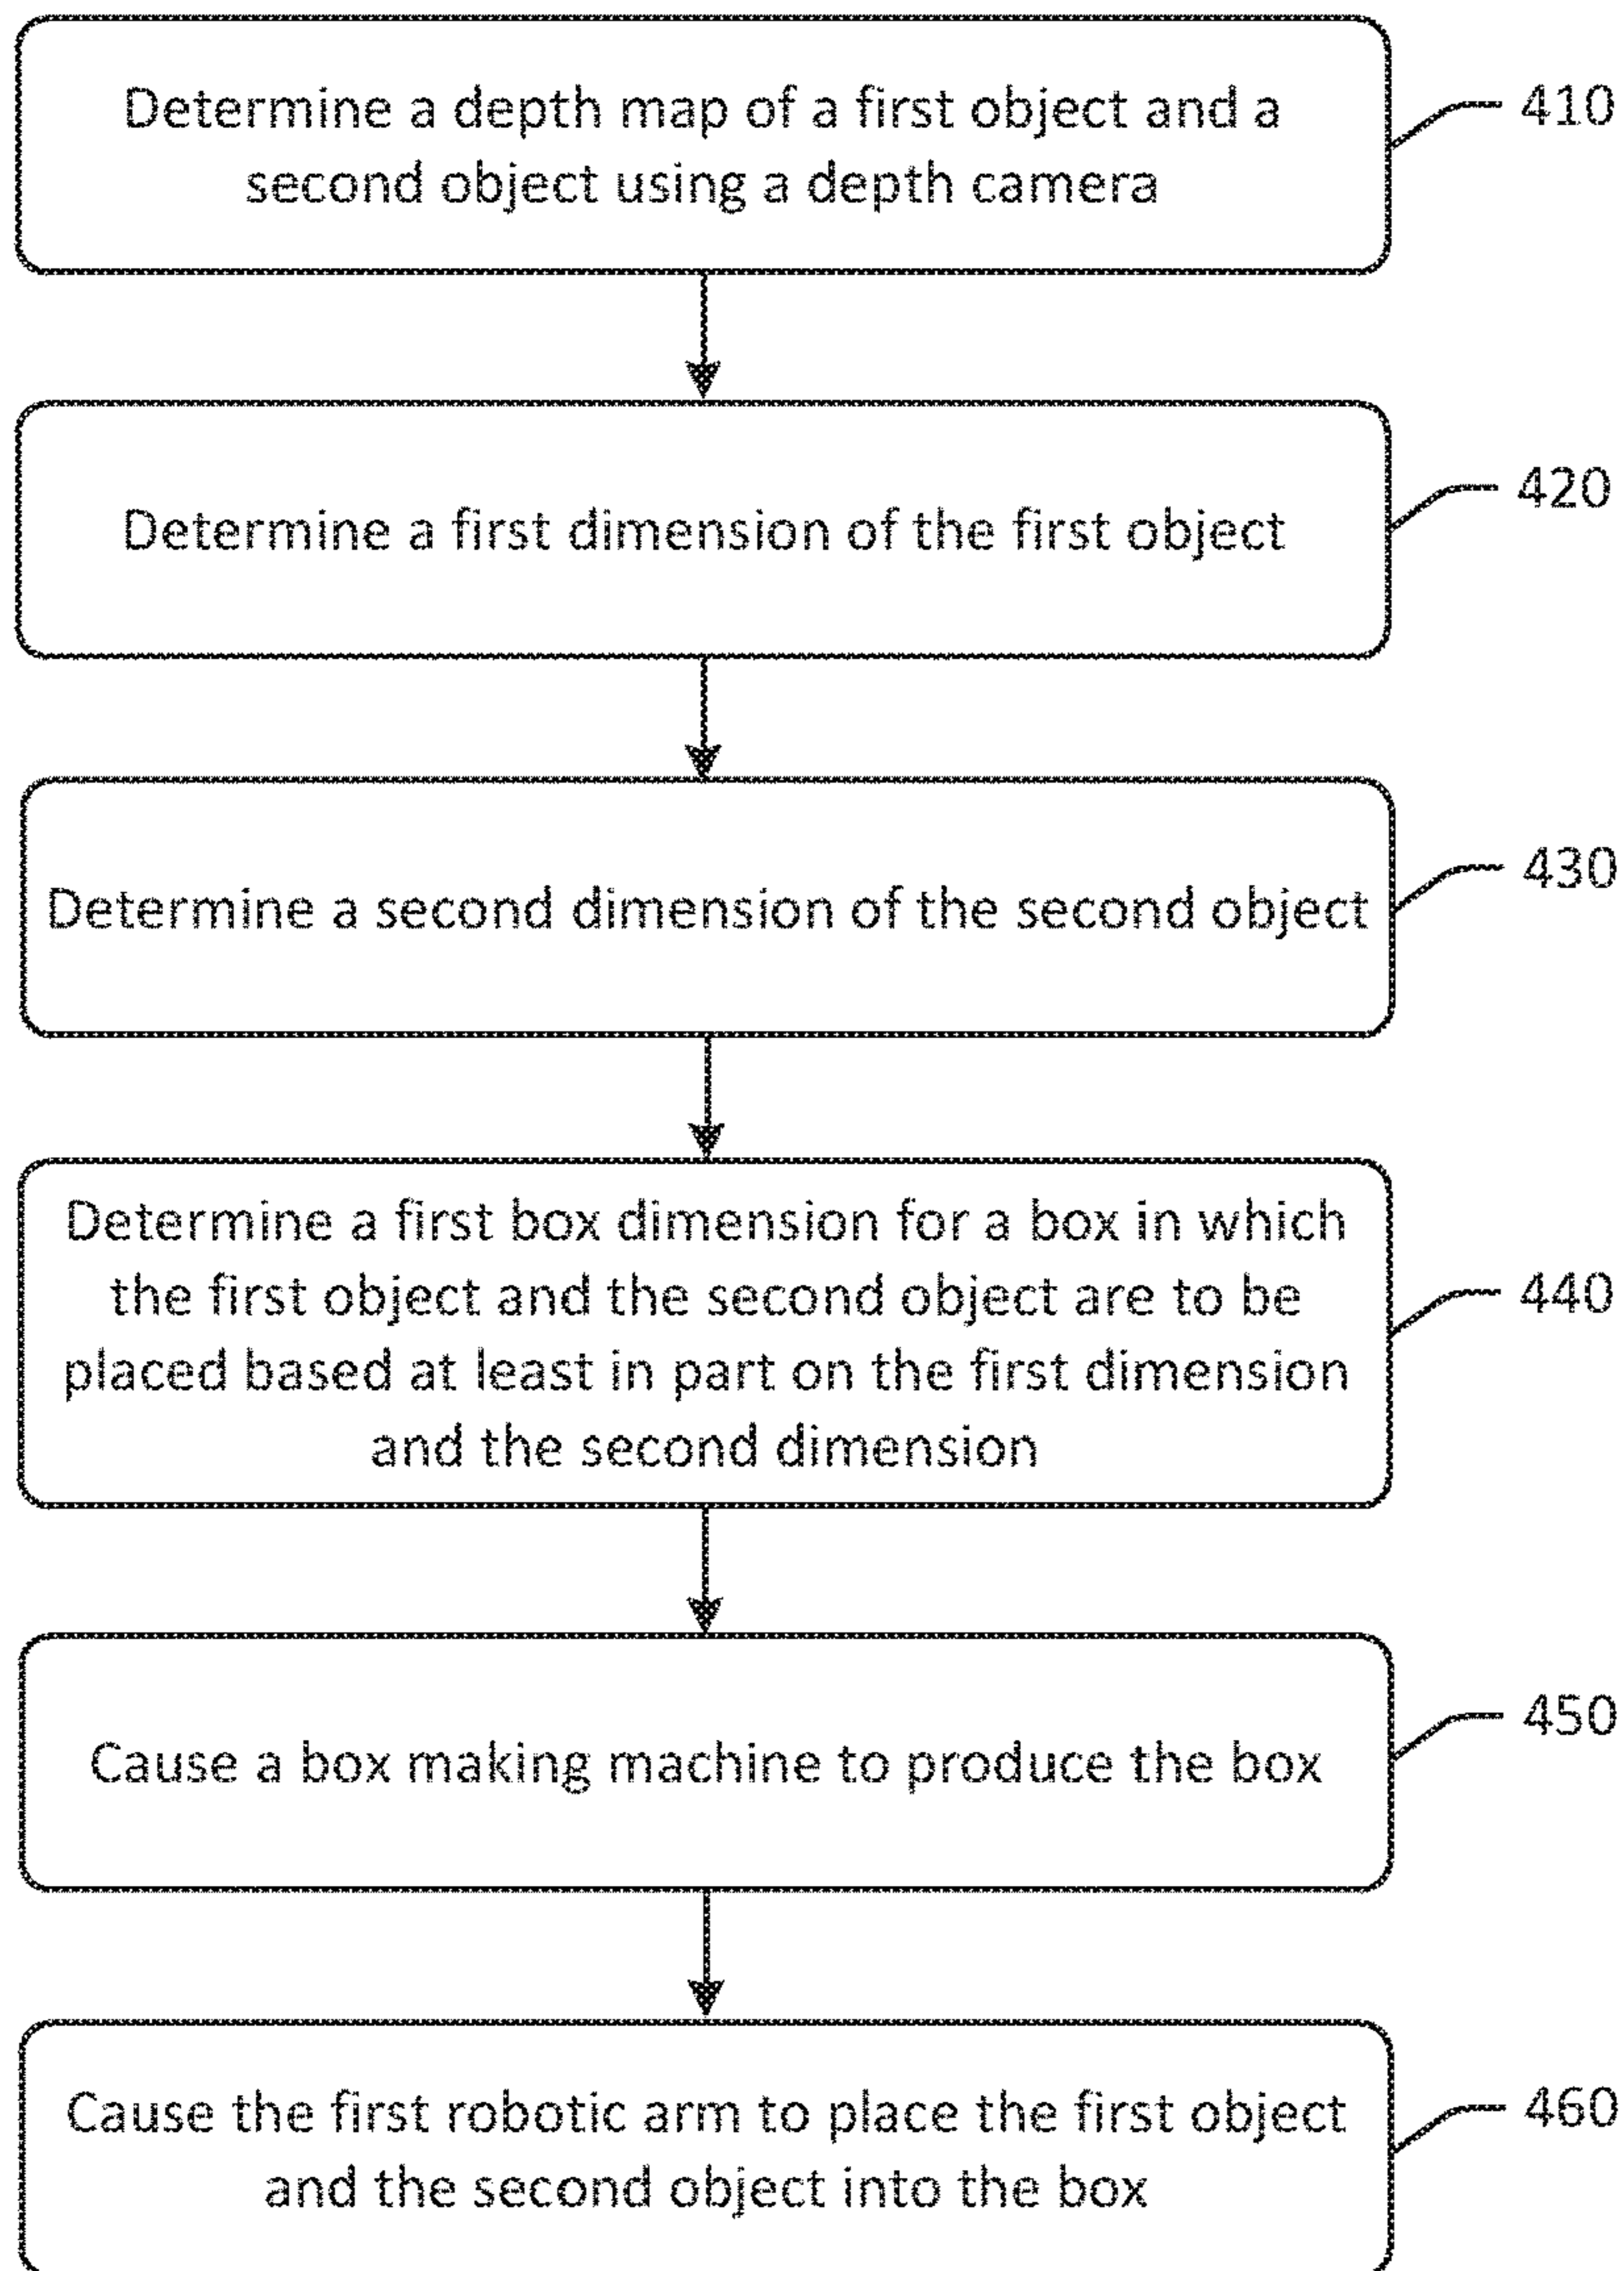 Determine a depth map of a first object and a
second object using a depth camera
410
Determine a first dimension of the first object
420
Determine a second dimension of the second object
430
Determine a first box dimension for a box in which
the first object and the second object are to be
placed based at least in part on the first dimension
and the second dimension
440
Cause a box making machine to produce the box
450
Cause the first robotic arm to place the first object
and the second object into the box
460